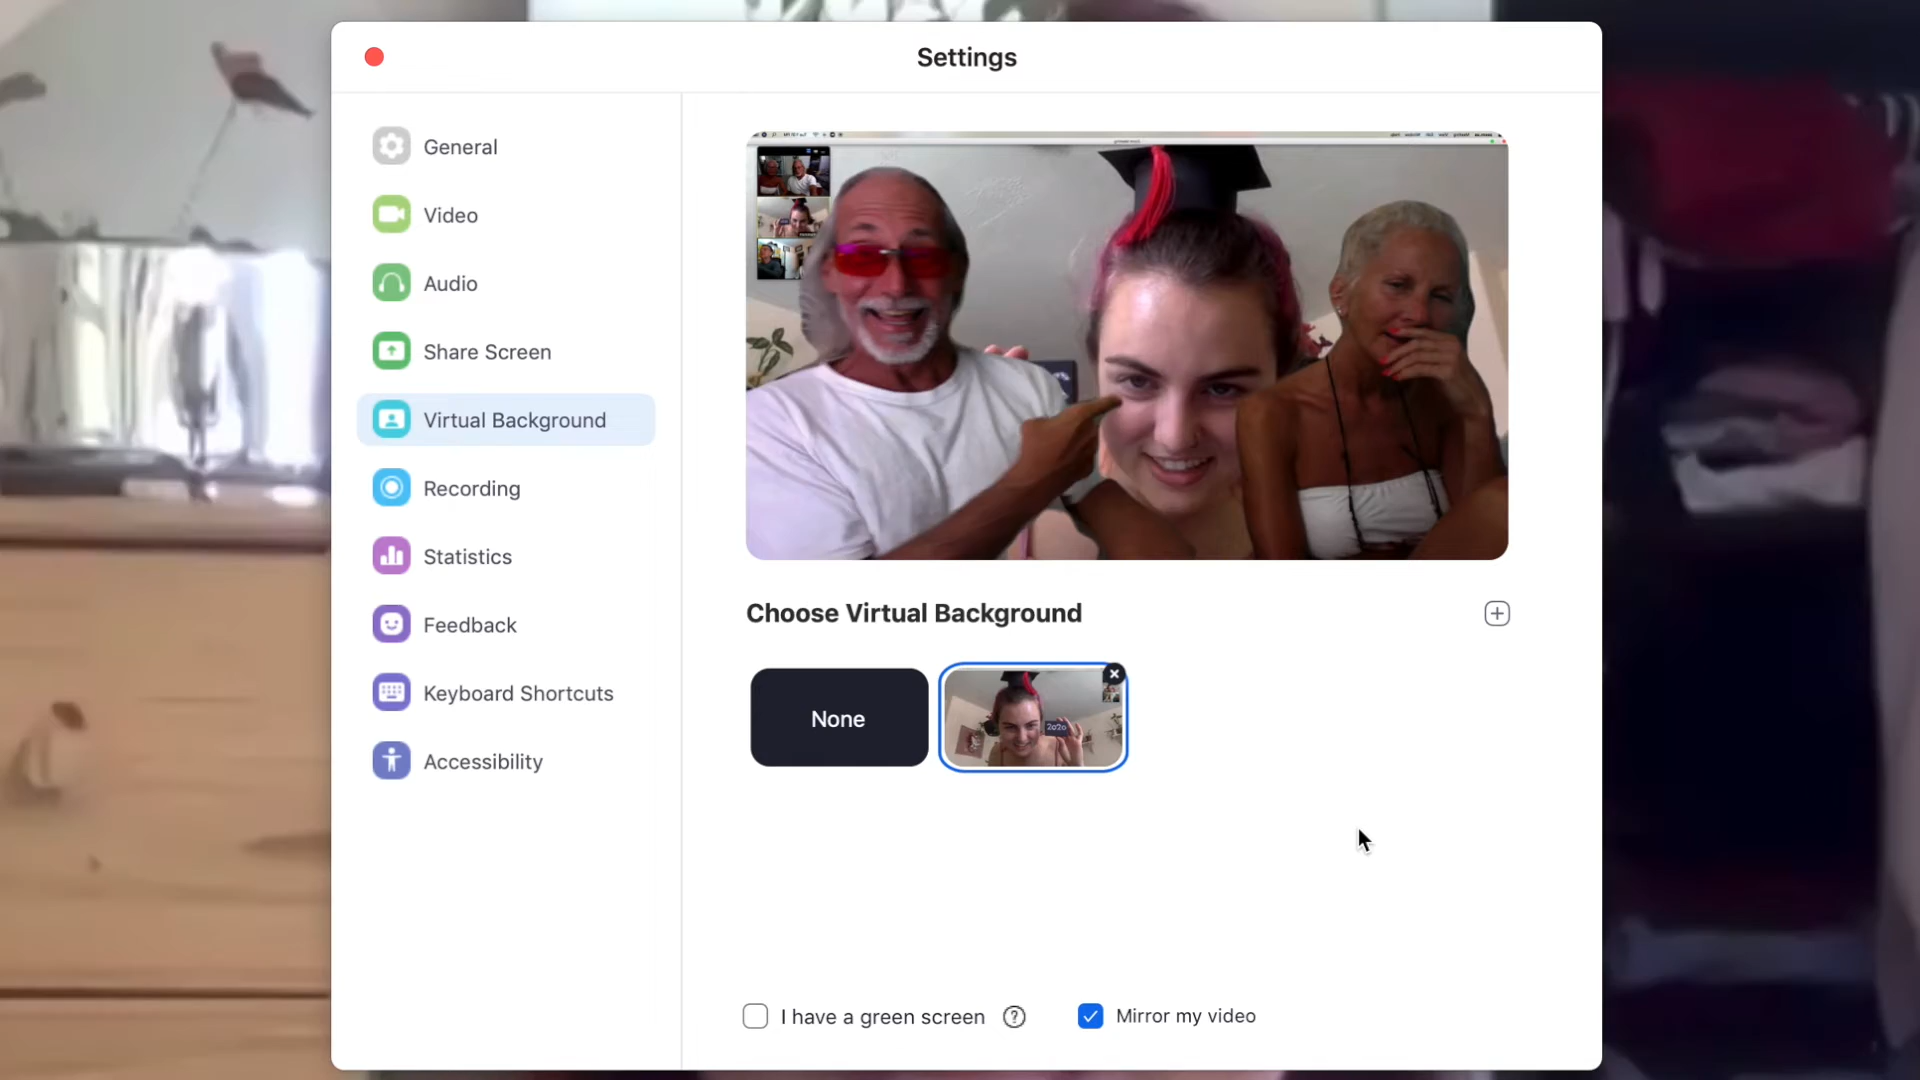 Settings
General
Video
Audio
Share Screen
Virtual Background
Recording
Statistics
Feedback
Keyboard Shortcuts
Accessibility
Choose Virtual Background
None
2020
I have a green screen
Mirror my video